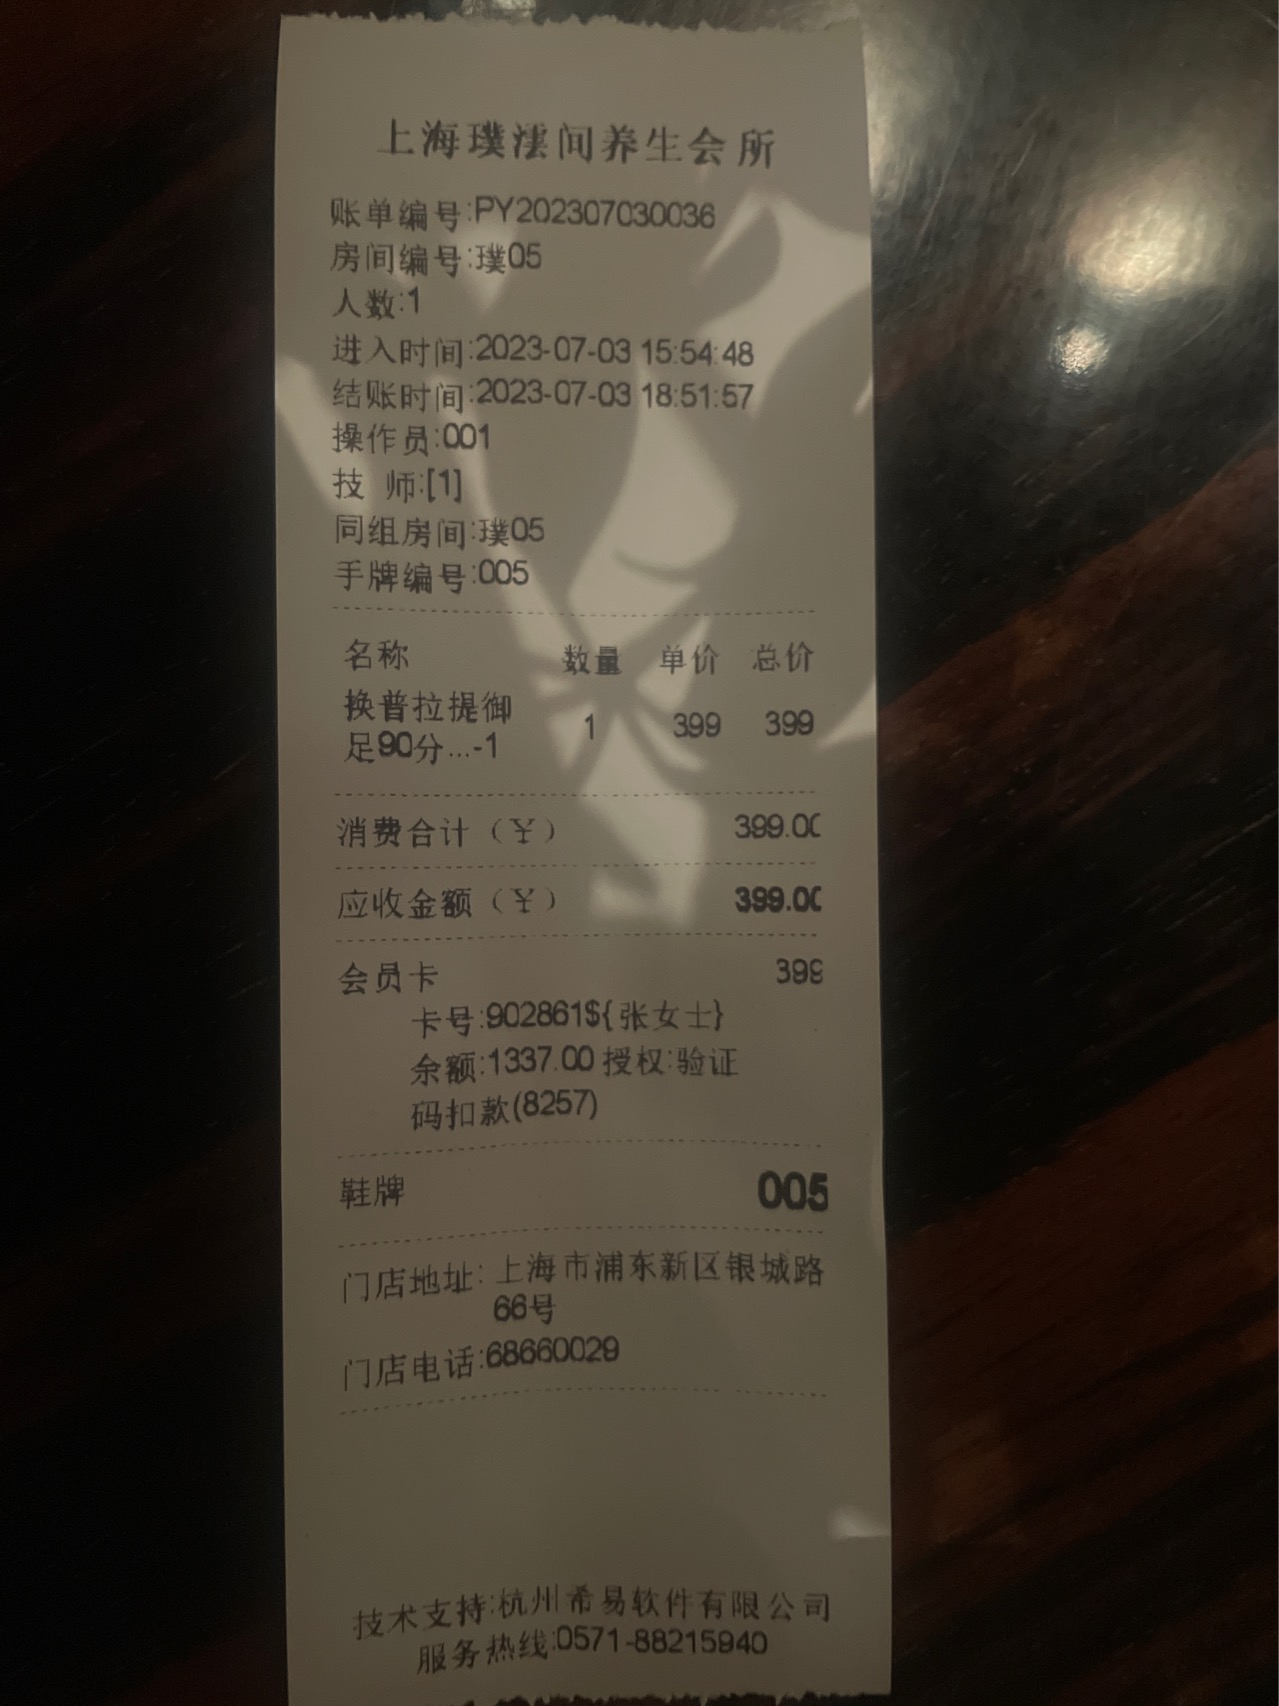 上海璞澐间养生会所
账单编号:PY202307030036
房间编号:璞05
人数:1
进入时间:2023-07-03 15:54:48
结账时间:2023-07-03 18:51:57
操作员:001
技 师:[1]
同组房间:璞05
手牌编号:005
名称 数量 单价 总价
换普拉提御
足90分...-1 1 399 399
消费合计（￥） 399.00
应收金额（￥） 399.00
会员卡 399
卡号:902861${张女士}
余额:1337.00 授权:验证
码扣款(8257)
鞋牌 005
门店地址: 上海市浦东新区银城路
66号
门店电话:68660029
技术支持:杭州希易软件有限公司
服务热线:0571-88215940